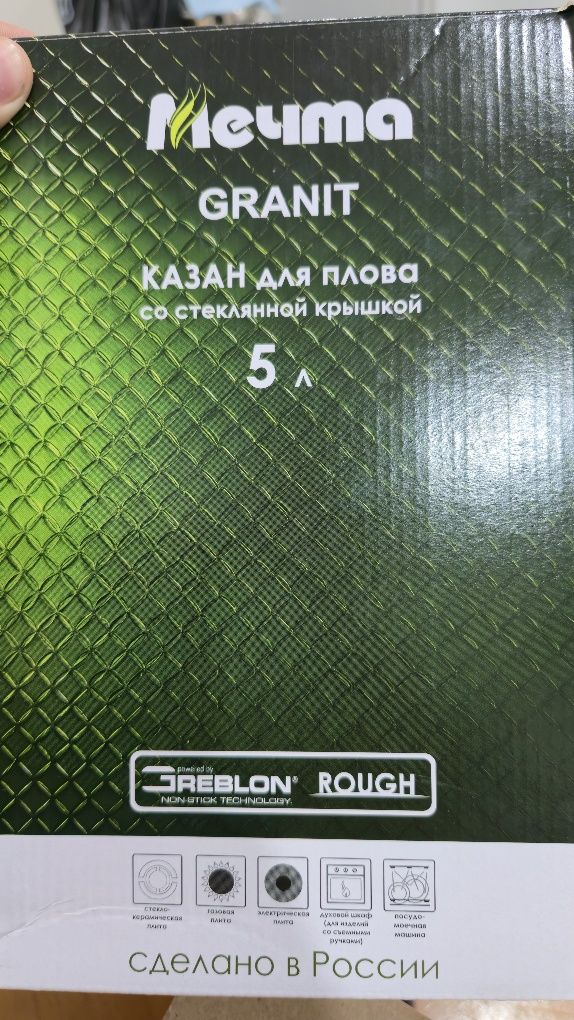 Мечта
GRANIT
КАЗАН для плова
со стеклянной крышкой
5 л
powered by
GREBLON®
NON-STICK TECHNOLOGY
ROUGH
стекло-
керамическая
плита
газовая
плита
электрическая
плита
духовой шкаф
(для изделий
со съемными
ручками)
посудо-
моечная
машина
сделано в России